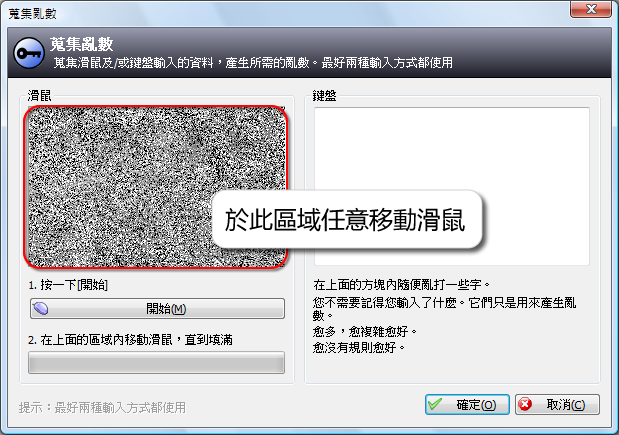 蒐集亂數
蒐集亂數
蒐集滑鼠及/或鍵盤輸入的資料，產生所需的亂數。最好兩種輸入方式都使用
滑鼠
於此區域任意移動滑鼠
1. 按一下[開始]
開始(M)
2. 在上面的區域內移動滑鼠，直到填滿
鍵盤
在上面的方塊內隨便亂打一些字。
您不需要記得您輸入了什麼。它們只是用來產生亂
數。
愈多，愈複雜愈好。
愈沒有規則愈好。
提示：最好兩種輸入方式都使用
確定(O)
取消(C)